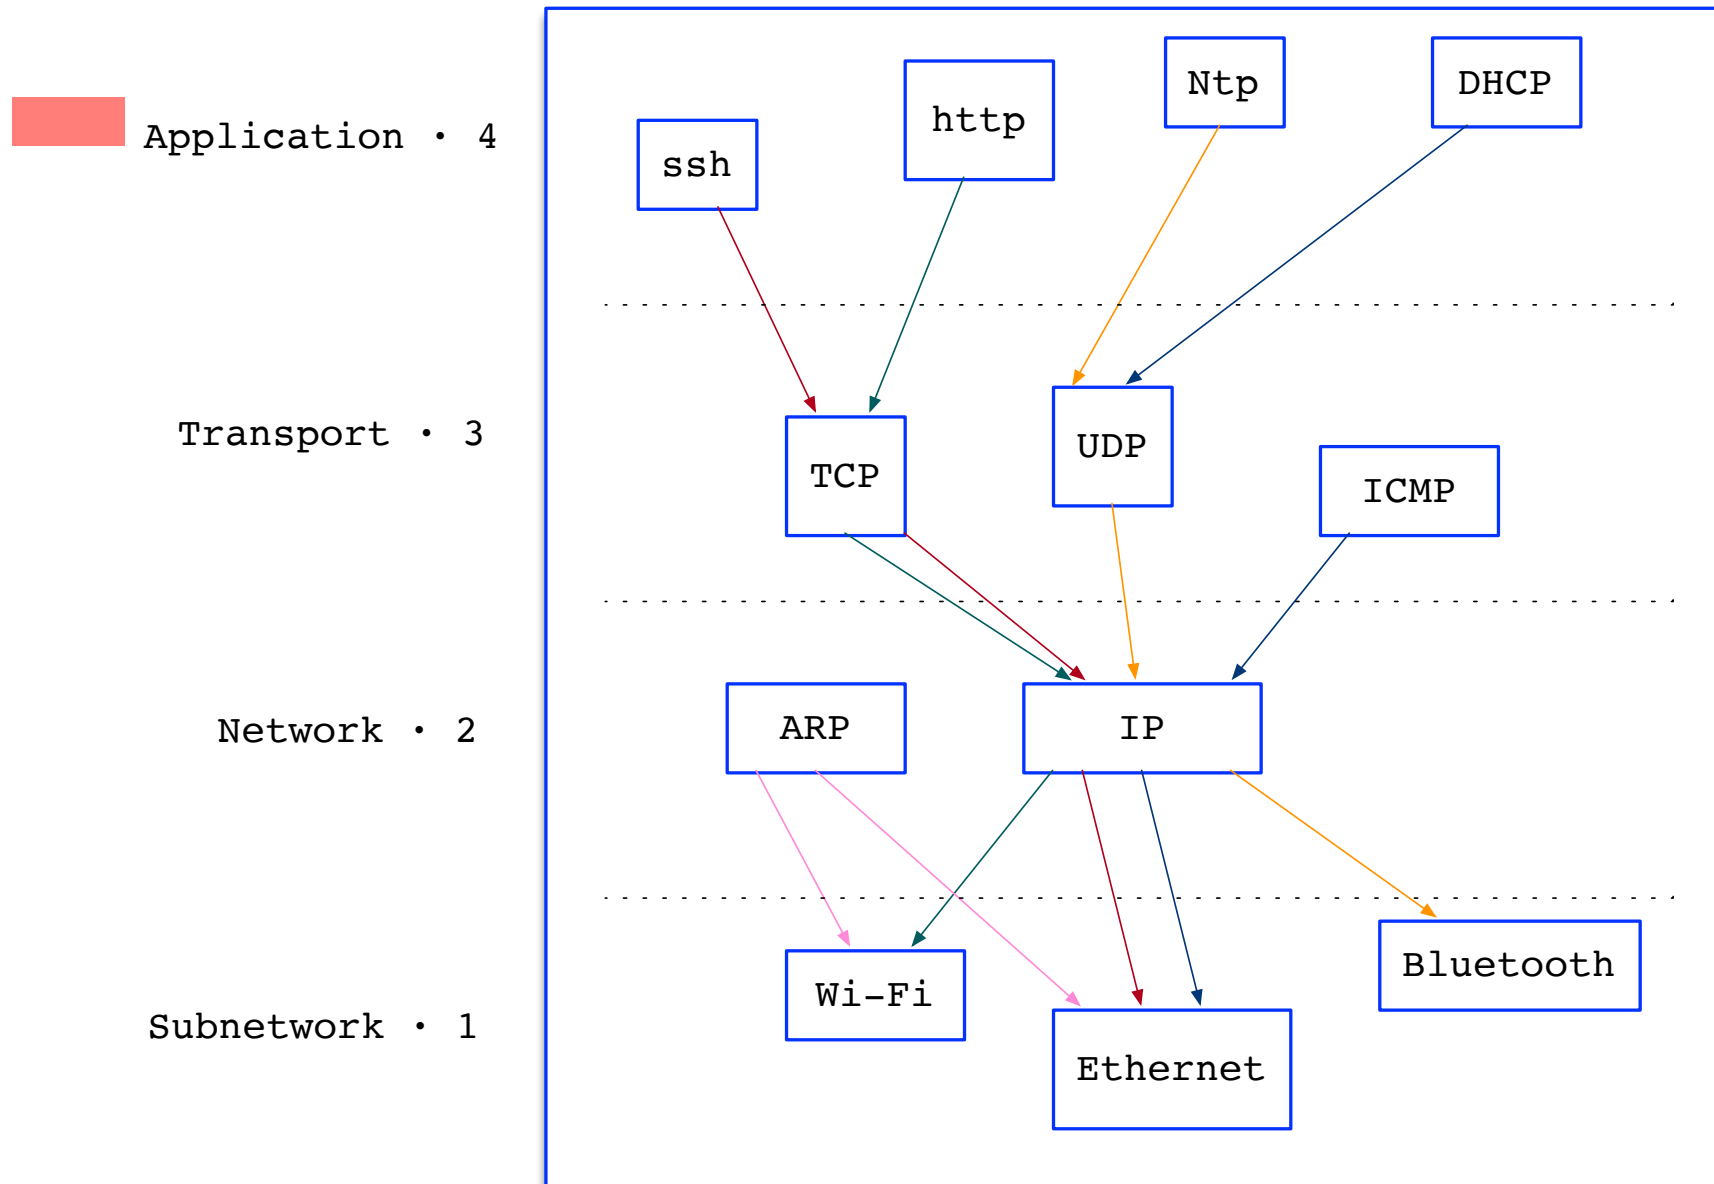 Application · 4
ssh
http
Ntp
DHCP
Transport · 3
TCP
UDP
ICMP
Network · 2
ARP
IP
Subnetwork · 1
Wi-Fi
Ethernet
Bluetooth